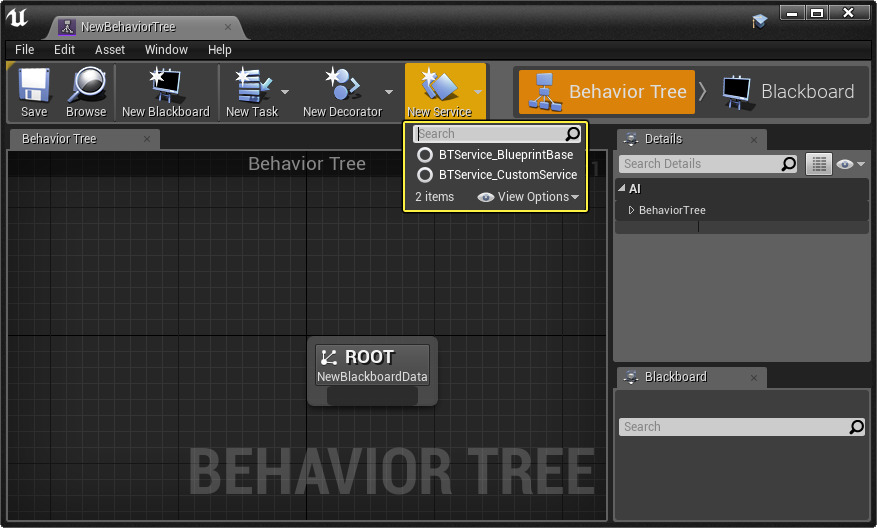 NewBehaviorTree
File Edit Asset Window Help
Save Browse New Blackboard New Task New Decorator New Service Behavior Tree Blackboard
Behavior Tree
Behavior Tree
Search
BTService_BlueprintBase
BTService_CustomService
2 items View Options
Details
Search Details
AI
BehaviorTree
ROOT
NewBlackboardData
BEHAVIOR TREE
Blackboard
Search